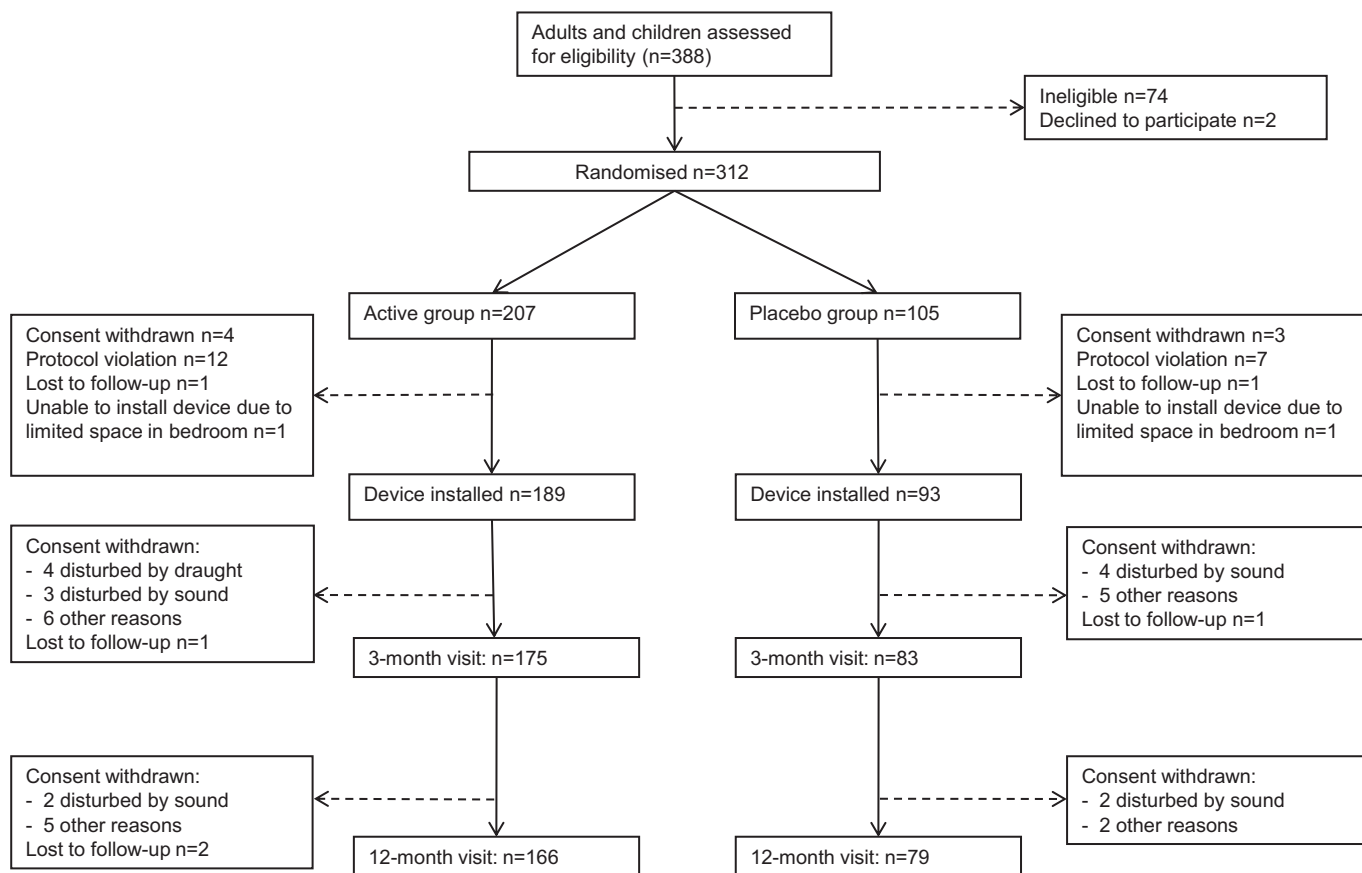 Adults and children assessed
for eligibility (n=388)
Ineligible n=74
Declined to participate n=2
Randomised n=312
Active group n=207
Placebo group n=105
Consent withdrawn n=4
Protocol violation n=12
Lost to follow-up n=1
Unable to install device due to
limited space in bedroom n=1
Consent withdrawn n=3
Protocol violation n=7
Lost to follow-up n=1
Unable to install device due to
limited space in bedroom n=1
Device installed n=189
Device installed n=93
Consent withdrawn:
- 4 disturbed by draught
- 3 disturbed by sound
- 6 other reasons
Lost to follow-up n=1
Consent withdrawn:
- 4 disturbed by sound
- 5 other reasons
Lost to follow-up n=1
3-month visit: n=175
3-month visit: n=83
Consent withdrawn:
- 2 disturbed by sound
- 5 other reasons
Lost to follow-up n=2
Consent withdrawn:
- 2 disturbed by sound
- 2 other reasons
12-month visit: n=166
12-month visit: n=79